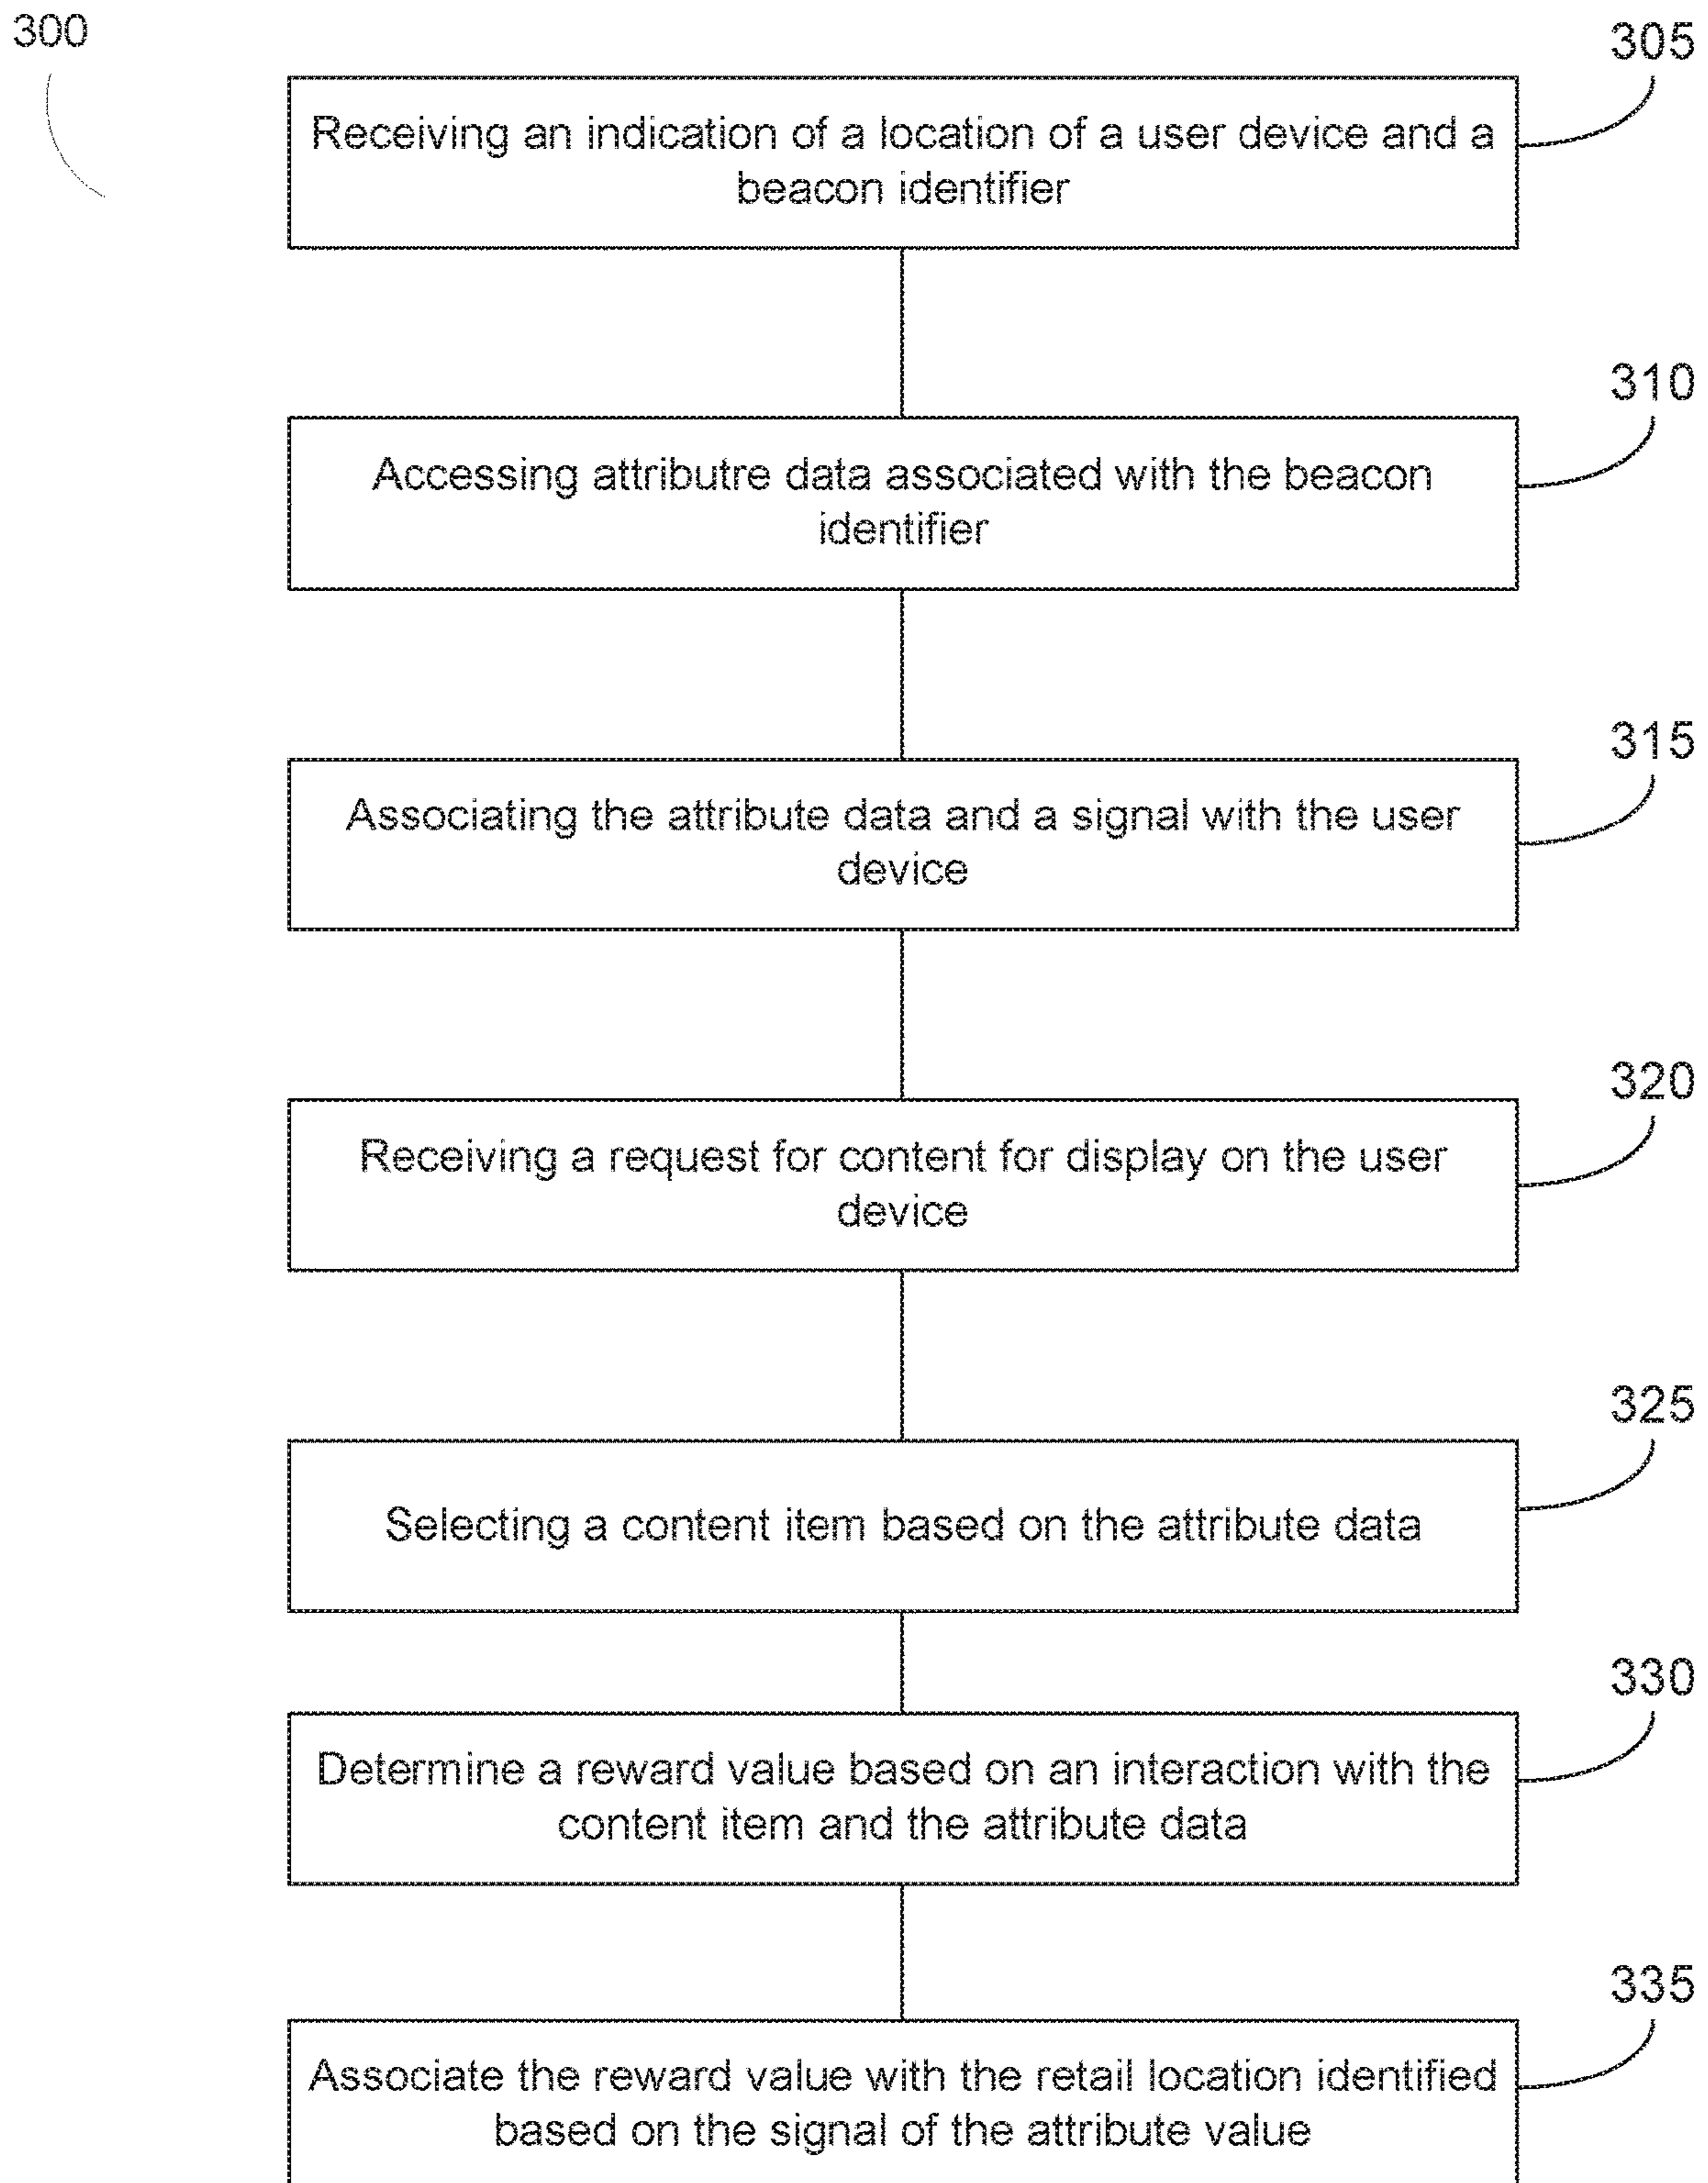 300
305
Receiving an indication of a location of a user device and a
beacon identifier
310
Accessing attributre data associated with the beacon
identifier
315
Associating the attribute data and a signal with the user
device
320
Receiving a request for content for display on the user
device
325
Selecting a content item based on the attribute data
330
Determine a reward value based on an interaction with the
content item and the attribute data
335
Associate the reward value with the retail location identified
based on the signal of the attribute value